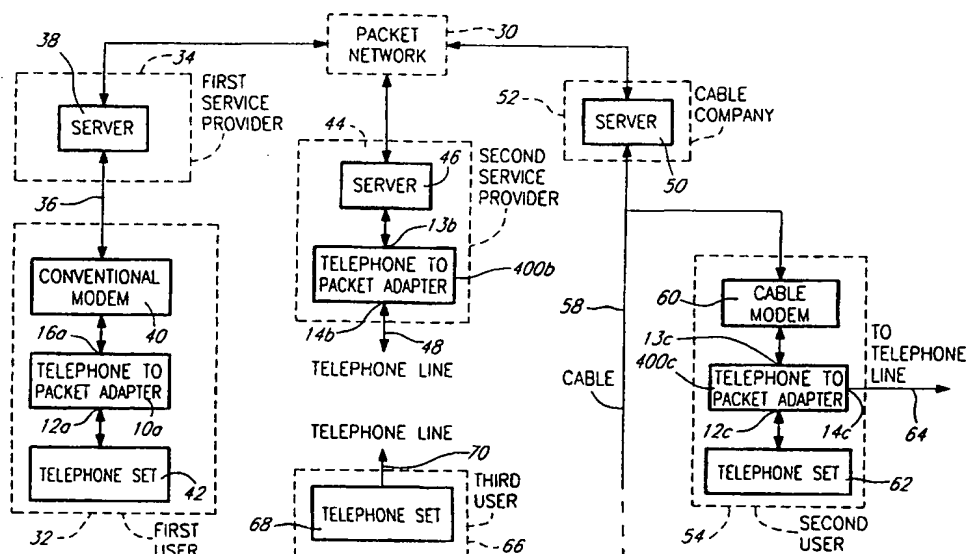 PACKET
NETWORK
30
38
34
FIRST
SERVICE
PROVIDER
SERVER
36
44
SERVER
46
SECOND
SERVICE
PROVIDER
13b
TELEPHONE TO
PACKET ADAPTER
400b
14b
48
TELEPHONE LINE
52
SERVER
50
CABLE
COMPANY
CONVENTIONAL
MODEM
40
16a
TELEPHONE TO
PACKET ADAPTER
12a
10a
TELEPHONE SET
42
32
FIRST
USER
TELEPHONE LINE
70
THIRD
USER
68
TELEPHONE SET
66
58
CABLE
60
CABLE
MODEM
13c
400c
TELEPHONE TO
PACKET ADAPTER
12c
14c
TO
TELEPHONE
LINE
64
TELEPHONE SET
62
54
SECOND
USER